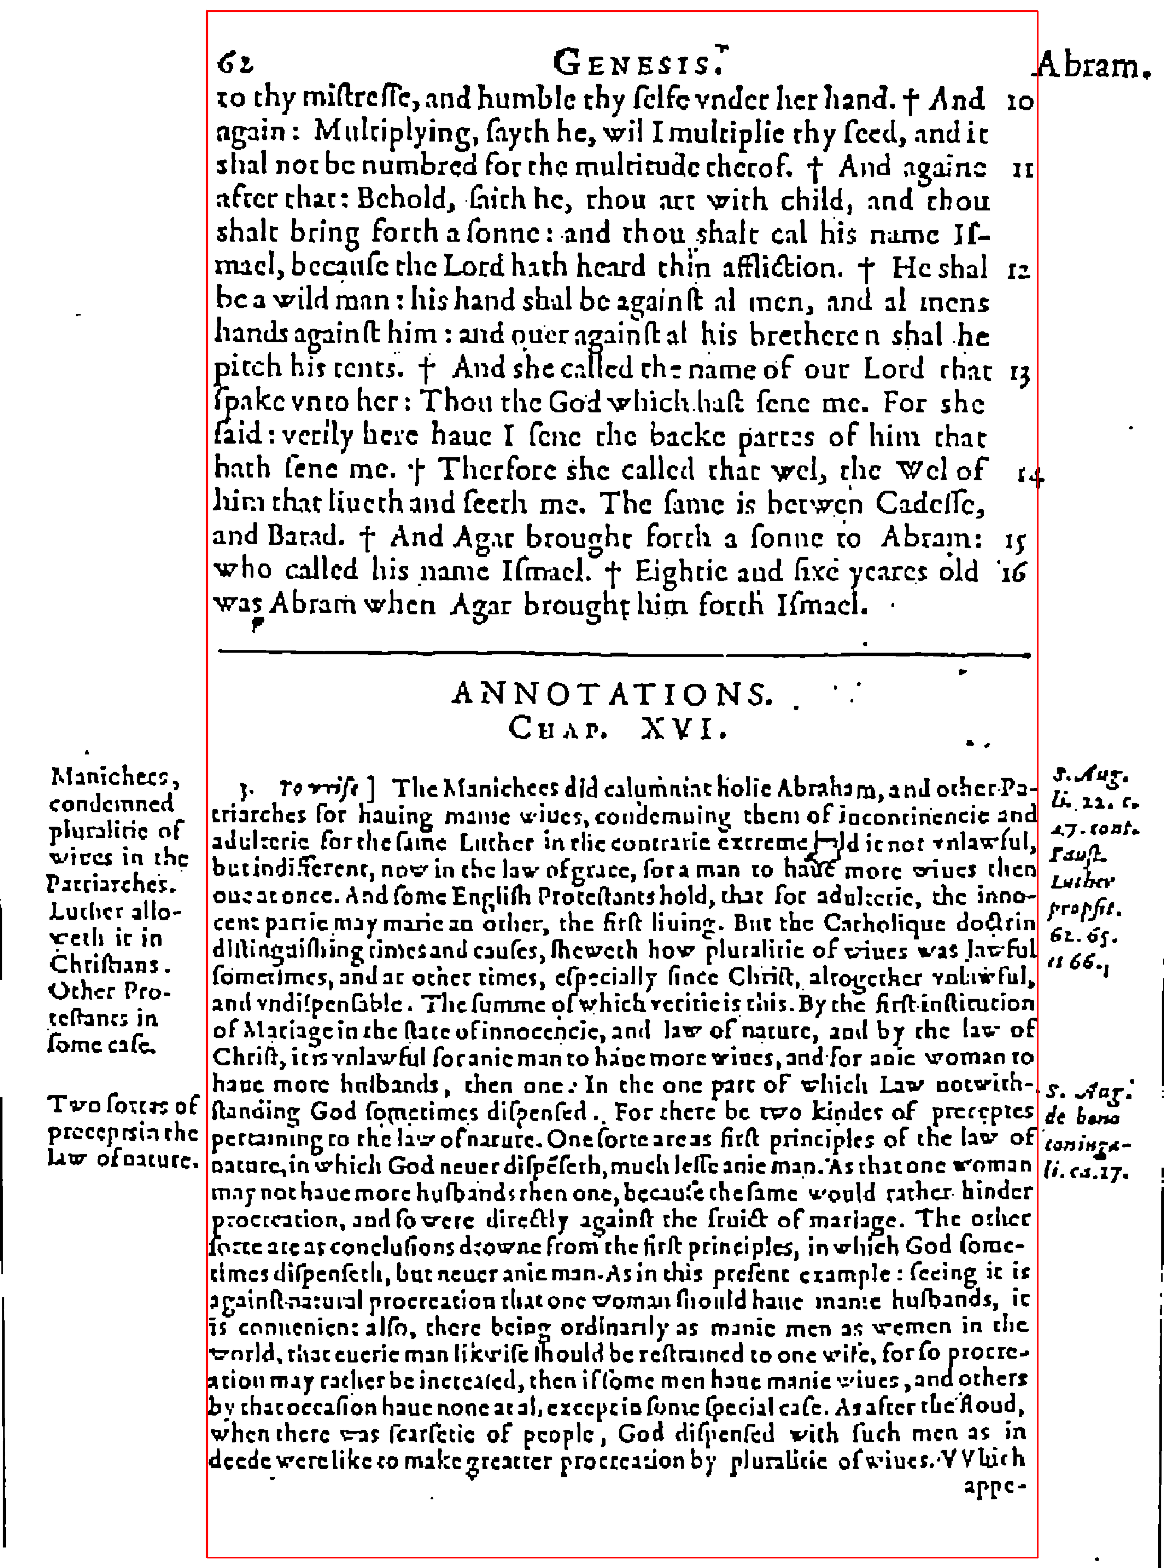 62 GENESIS. Abram.
to thy miſtreſſe, and humble thy ſelfe vnder her hand. † And 10
again: Multiplying, ſayth he, wil I multiplie thy ſeed, and it
shal not be numbred for the multitude therof. † And againe 11
after that: Behold, ſaith he, thou art with child, and thou
shalt bring forth a ſonne: and thou shalt cal his name Iſ-
mael, becauſe the Lord hath heard thin affliction. † He shal 12
be a wild man: his hand shal be againſt al men, and al mens
hands againſt him: and ouer againſt al his bretheren shal he
pitch his tents. † And she called the name of our Lord that 13
ſpake vnto her: Thou the God which haſt ſene me. For she
ſaid: verily here haue I ſene the backe partes of him that
hath ſene me. † Therfore she called that wel, the Wel of 14
him that liueth and ſeeth me. The ſame is betwen Cadeſſe,
and Barad. † And Agar brought forth a ſonne to Abram: 15
who called his name Iſmael. † Eightie and ſixe yeares old 16
was Abram when Agar brought him forth Iſmael.
ANNOTATIONS.
CHAP. XVI.
3. To wife] The Manichees did calumniat holie Abraham, and other Pa-
triarches for hauing manie wiues, condemning them of incontinencie and
adulterie for the ſame Luther in the contrarie extreme hold it not vnlawful,
but indifferent, now in the law of grace, for a man to haue more wiues then
one at once. And ſome Engliſh Proteſtants hold, that for adulterie, the inno-
cent partie may marie an other, the firſt liuing. But the Catholique doctrin
diſtinguiſhing times and cauſes, ſheweth how pluralitie of wiues was lawful
ſometimes, and at other times, eſpecially ſince Chriſt, altogether vnlawful,
and vndiſpenſable. The ſumme of which veritie is this. By the firſt inſtitution
of Mariage in the ſtate of innocencie, and law of nature, and by the law of
Chriſt, it is vnlawful for anie man to haue more wiues, and for anie woman to
haue more huſbands, then one. In the one part of which Law notwith-
ſtanding God ſometimes diſpenſed. For there be two kindes of preceptes
pertaining to the law of nature. One ſorte are as firſt principles of the law of
nature, in which God neuer diſpēſeth, much leſſe anie man. As that one woman
may not haue more huſbands then one, becauſe the ſame would rather hinder
procreation, and ſo were directly againſt the fruict of mariage. The other
ſorte are as concluſions drowne from the firſt principles, in which God ſome-
times diſpenſeth, but neuer anie man. As in this preſent example: ſeeing it is
againſt natural procreation that one woman ſhould haue manie huſbands, it
is conuenient alſo, there being ordinarily as manie men as wemen in the
world, that euerie man likwiſe ſhould be reſtrained to one wife, for ſo procre-
ation may rather be increaſed, then if ſome men haue manie wiues, and others
by that occaſion haue none at al, except in ſome ſpecial caſe. As after the floud,
when there was ſcarſetie of people, God diſpenſed with ſuch men as in
deede were like to make greatter procreation by pluralitie of wiues. VVhich
appe-
Manichees,
condemned
pluralitie of
wiues in the
Patriarches.
Luther allo-
weth it in
Chriſtians.
Other Pro-
teſtants in
ſome caſe.
Two ſortes of
precepts in the
law of nature.
S. Aug.
li. 22. c.
47. cont.
Fauſt.
Luther
propſit.
62. 65.
66.
S. Aug.
de bono
coniuga-
li. ca. 17.